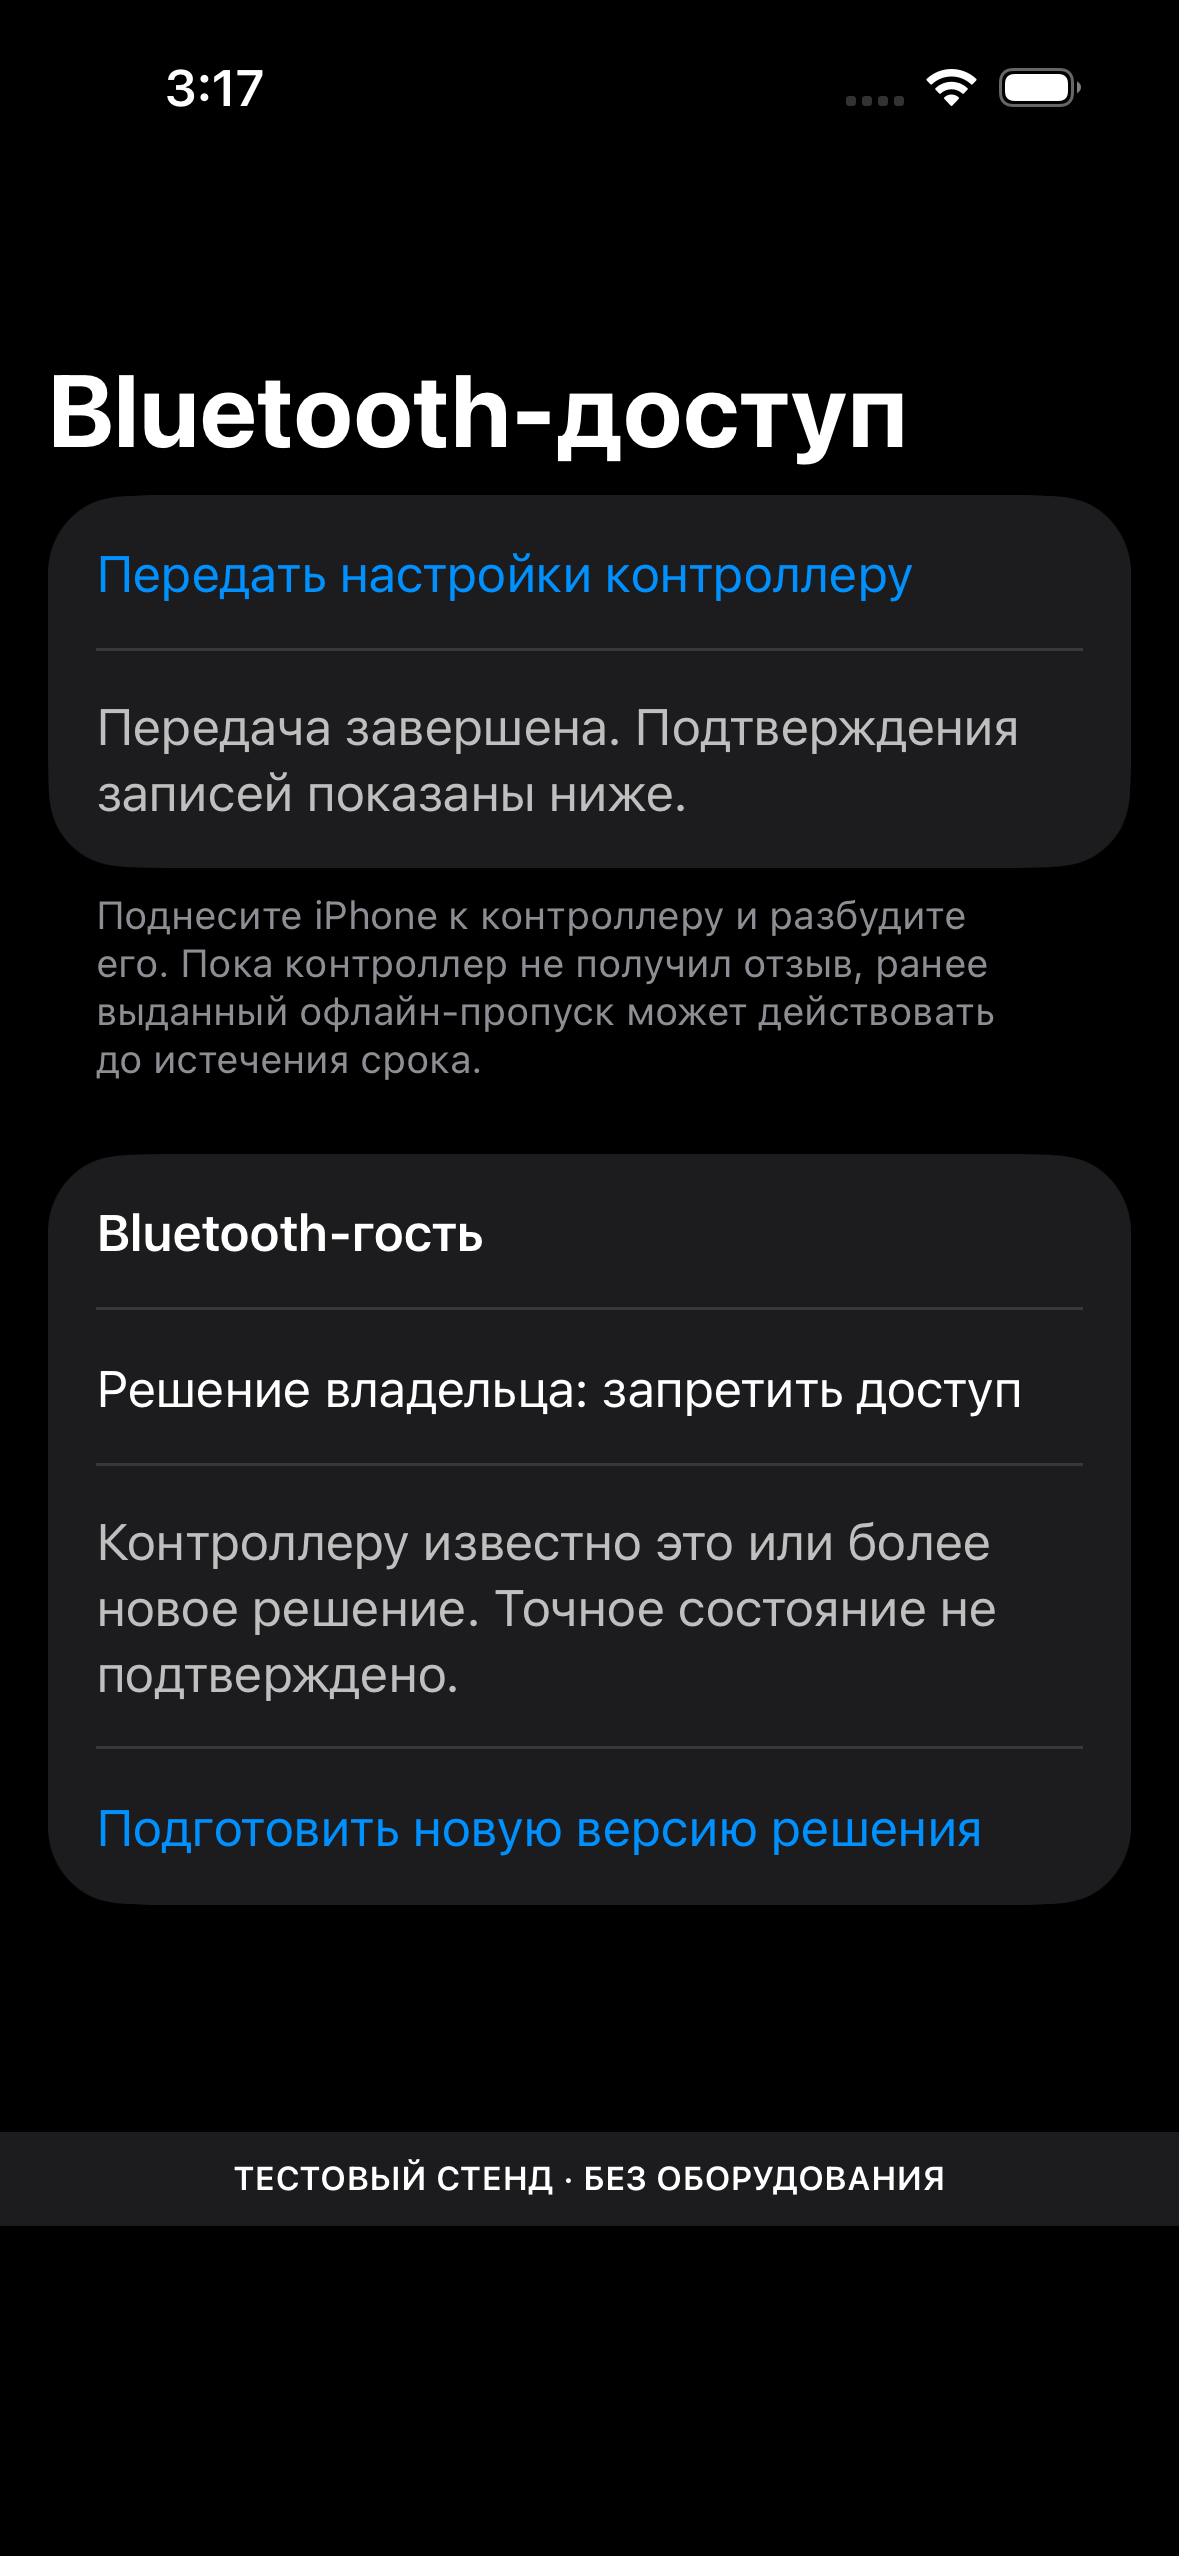 3:17
Bluetooth-доступ
Передать настройки контроллеру
Передача завершена. Подтверждения
записей показаны ниже.
Поднесите iPhone к контроллеру и разбудите
его. Пока контроллер не получил отзыв, ранее
выданный офлайн-пропуск может действовать
до истечения срока.
Bluetooth-гость
Решение владельца: запретить доступ
Контроллеру известно это или более
новое решение. Точное состояние не
подтверждено.
Подготовить новую версию решения
ТЕСТОВЫЙ СТЕНД · БЕЗ ОБОРУДОВАНИЯ